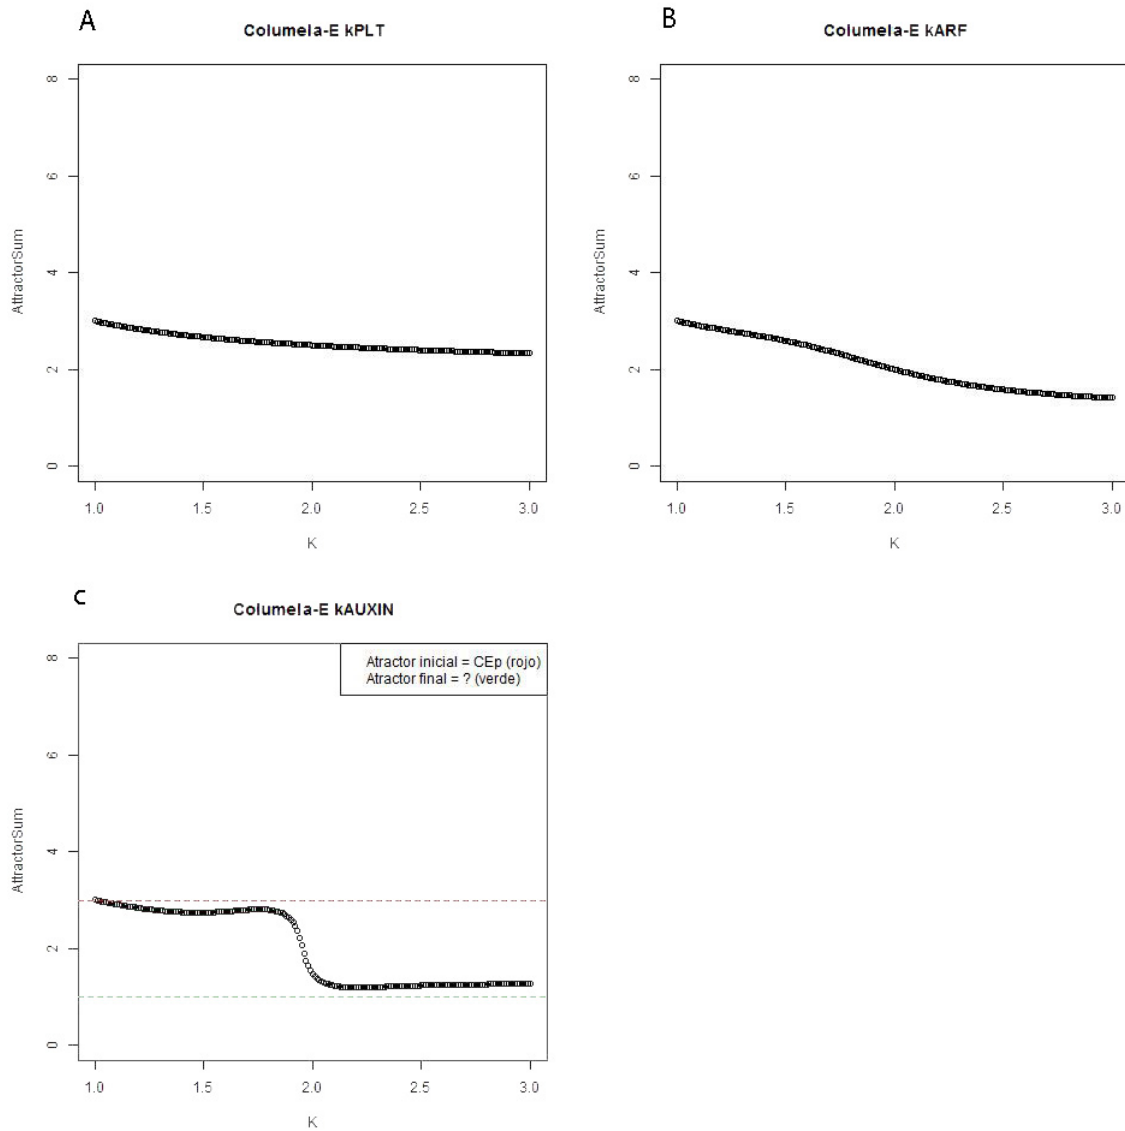 A
Columela-E kPLT
AttractorSum
8
6
4
2
0
1.0 1.5 2.0 2.5 3.0
K
B
Columela-E kARF
AttractorSum
8
6
4
2
0
1.0 1.5 2.0 2.5 3.0
K
c
Columela-E kAUXIN
Atractor inicial = CEp (rojo)
Atractor final = ? (verde)
AttractorSum
8
6
4
2
0
1.0 1.5 2.0 2.5 3.0
K